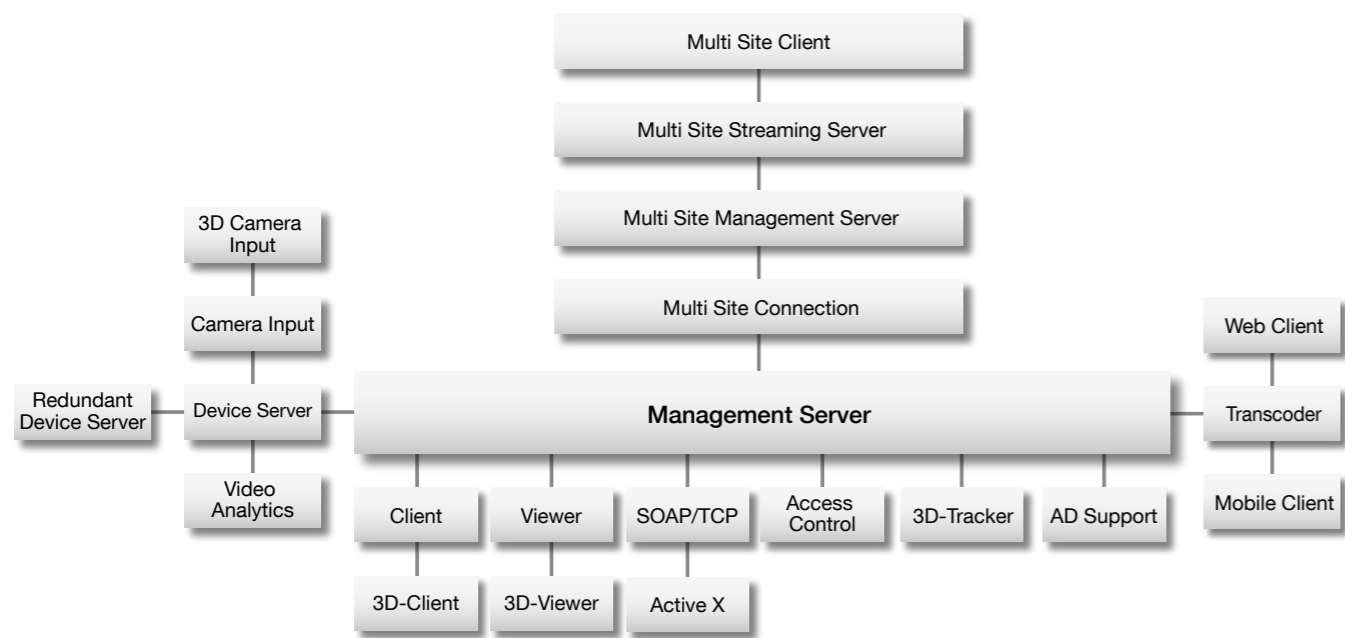 Multi Site Client
Multi Site Streaming Server
Multi Site Management Server
Multi Site Connection
3D Camera
Input
Camera Input
Redundant
Device Server
Device Server
Video
Analytics
Management Server
Web Client
Transcoder
Mobile Client
Client
Viewer
SOAP/TCP
Access
Control
3D-Tracker
AD Support
3D-Client
3D-Viewer
Active X